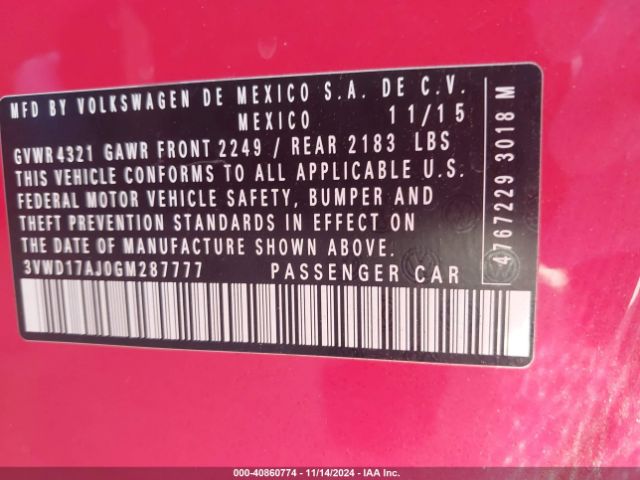 MFD BY VOLKSWAGEN DE MEXICO S.A. DE C.V.
MEXICO 11/15
GVWR 4321 GAWR FRONT 2249 / REAR 2183 LBS
THIS VEHICLE CONFORMS TO ALL APPLICABLE U.S.
FEDERAL MOTOR VEHICLE SAFETY, BUMPER AND
THEFT PREVENTION STANDARDS IN EFFECT ON
THE DATE OF MANUFACTURE SHOWN ABOVE.
3VWD17AJ0GM287777 PASSENGER CAR
4767229 3018 M
000-40860774 - 11/14/2024 - IAA Inc.